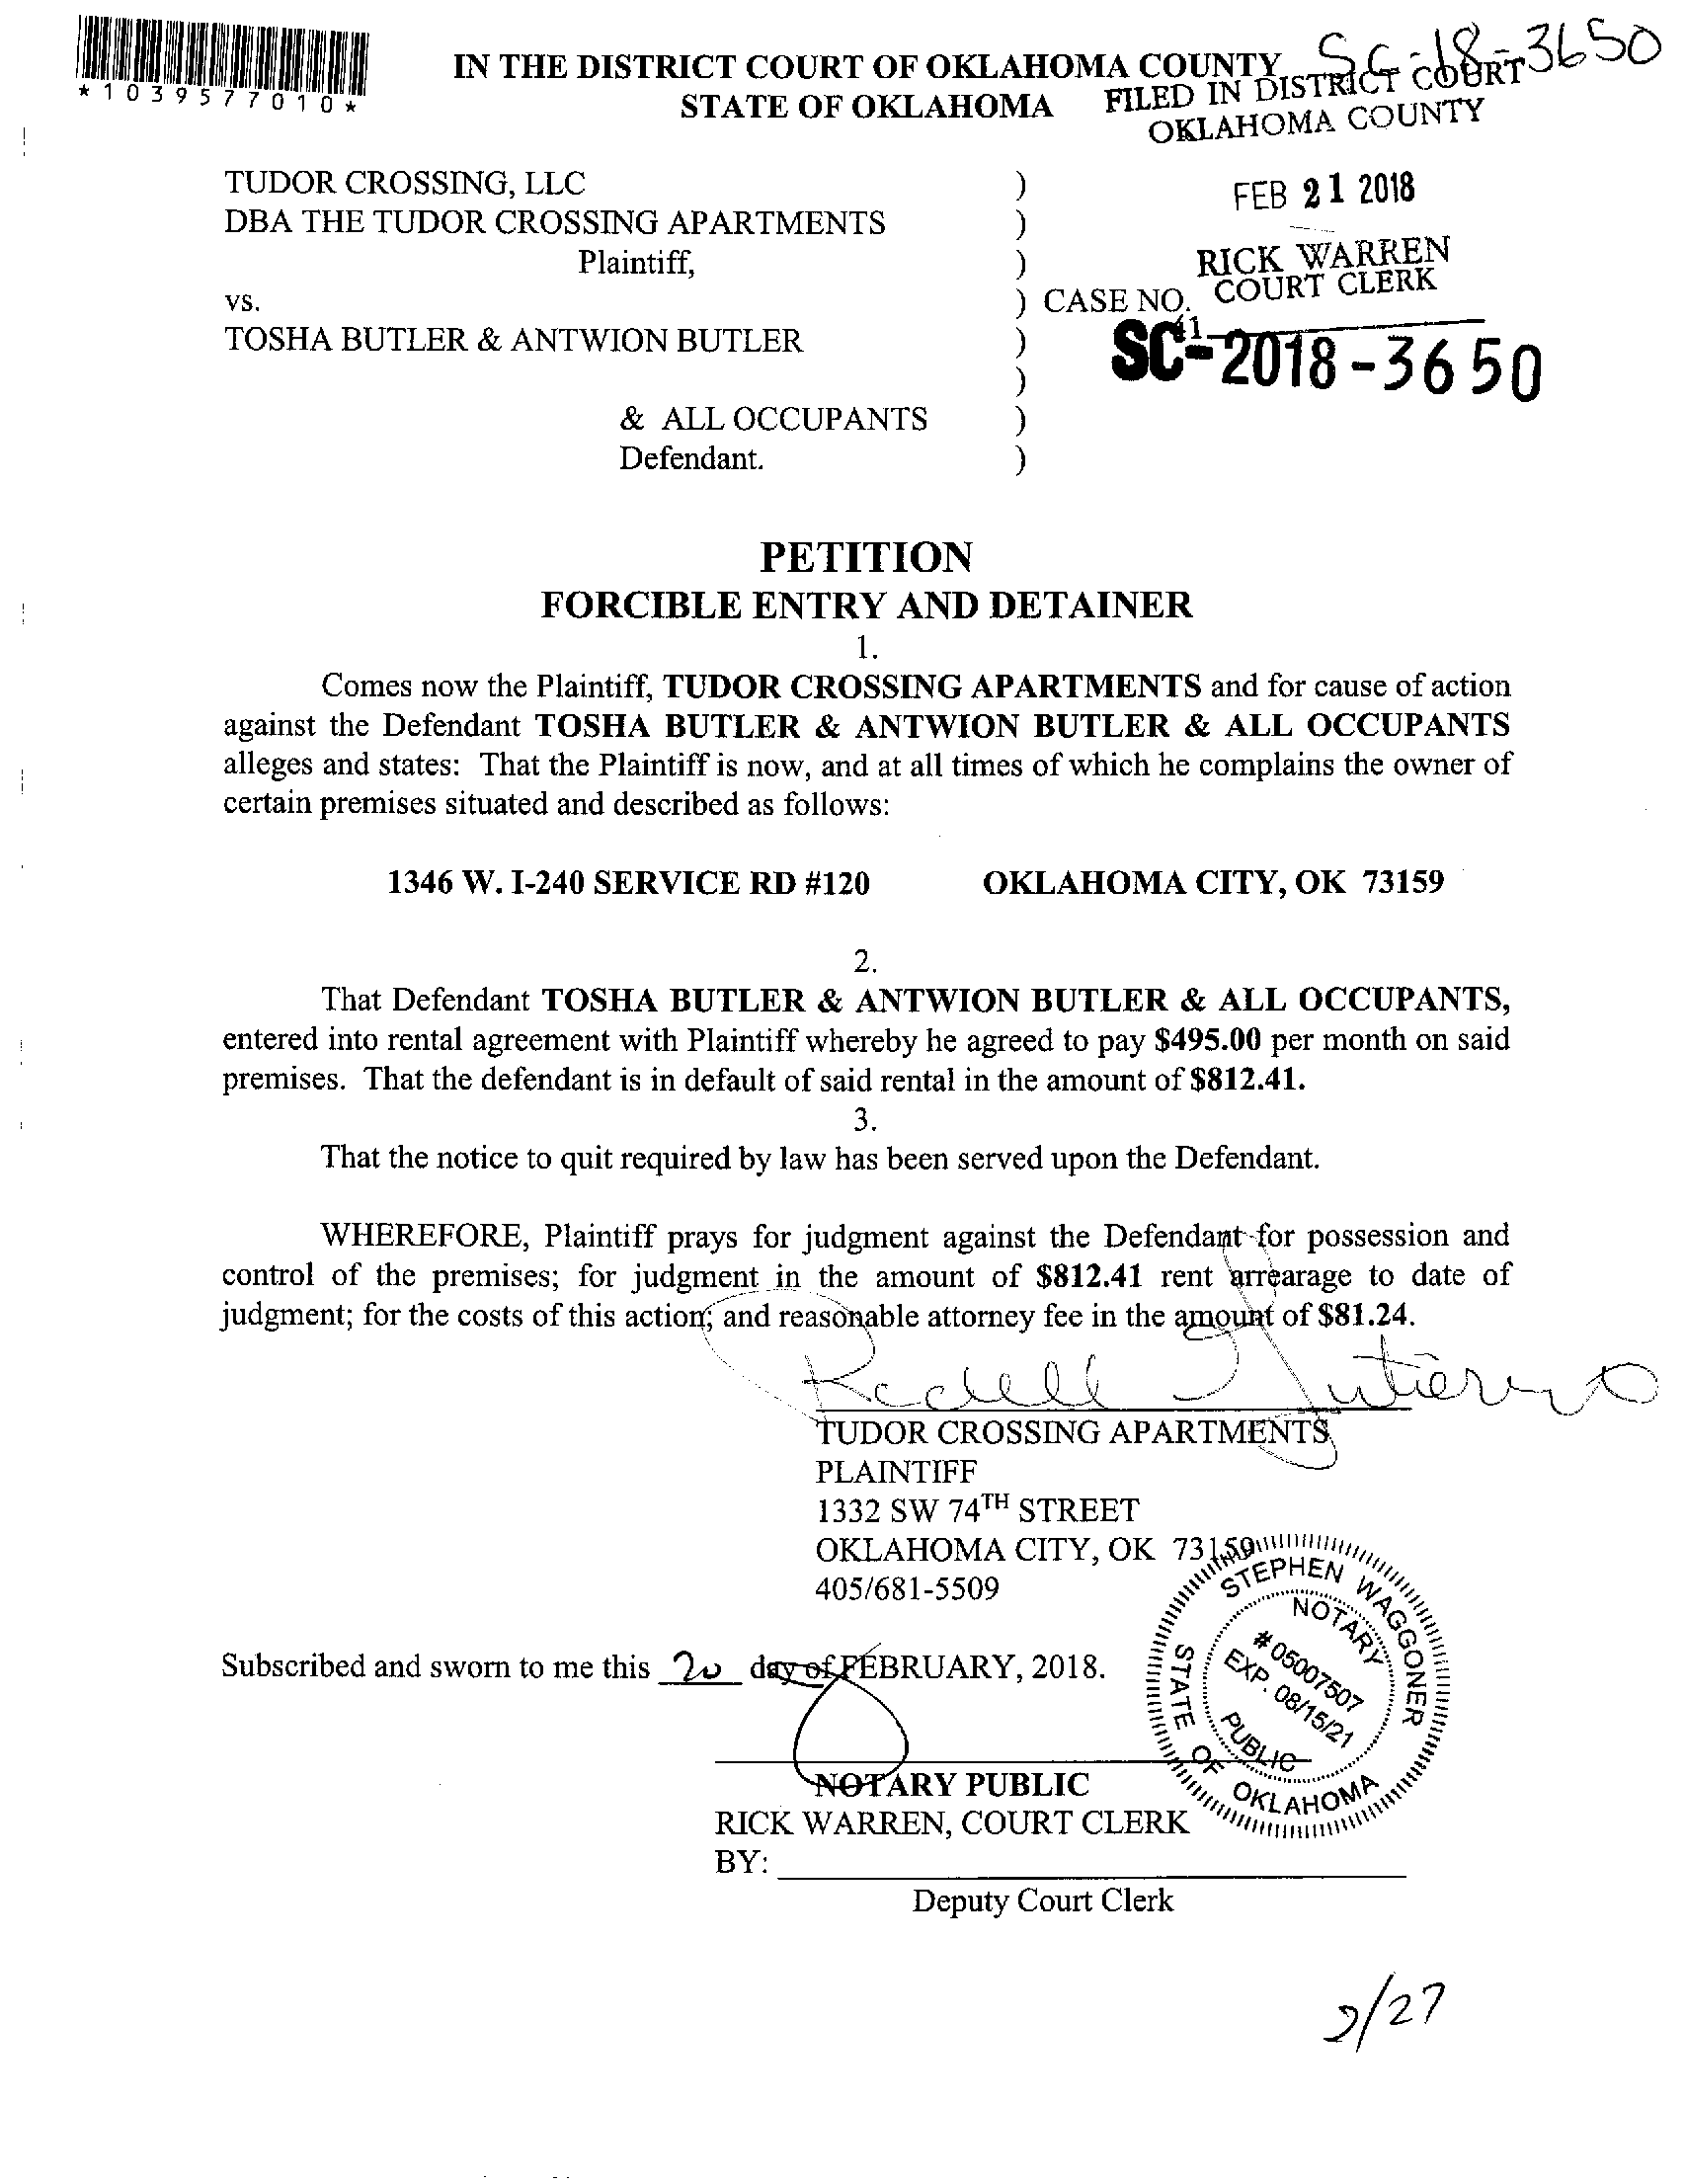 *1039577010*
SC-18-3650
IN THE DISTRICT COURT OF OKLAHOMA COUNTY
STATE OF OKLAHOMA
FILED IN DISTRICT COURT
OKLAHOMA COUNTY
FEB 21 2018
RICK WARREN
COURT CLERK
41
TUDOR CROSSING, LLC )
DBA THE TUDOR CROSSING APARTMENTS )
Plaintiff, )
vs. ) CASE NO.
TOSHA BUTLER & ANTWION BUTLER )
SC-2018-3650
)
& ALL OCCUPANTS )
Defendant. )
PETITION
FORCIBLE ENTRY AND DETAINER
1.
Comes now the Plaintiff, TUDOR CROSSING APARTMENTS and for cause of action
against the Defendant TOSHA BUTLER & ANTWION BUTLER & ALL OCCUPANTS
alleges and states: That the Plaintiff is now, and at all times of which he complains the owner of
certain premises situated and described as follows:
1346 W. I-240 SERVICE RD #120 OKLAHOMA CITY, OK 73159
2.
That Defendant TOSHA BUTLER & ANTWION BUTLER & ALL OCCUPANTS,
entered into rental agreement with Plaintiff whereby he agreed to pay $495.00 per month on said
premises. That the defendant is in default of said rental in the amount of $812.41.
3.
That the notice to quit required by law has been served upon the Defendant.
WHEREFORE, Plaintiff prays for judgment against the Defendant for possession and
control of the premises; for judgment in the amount of $812.41 rent arrearage to date of
judgment; for the costs of this action; and reasonable attorney fee in the amount of $81.24.
TUDOR CROSSING APARTMENTS
PLAINTIFF
1332 SW 74TH STREET
OKLAHOMA CITY, OK 73159
405/681-5509
STEPHEN WAGGONER
NOTARY
# 05007507
EXP. 08/15/21
PUBLIC
STATE OF OKLAHOMA
Subscribed and sworn to me this 20 day of FEBRUARY, 2018.
NOTARY PUBLIC
RICK WARREN, COURT CLERK
BY:
Deputy Court Clerk
2/27